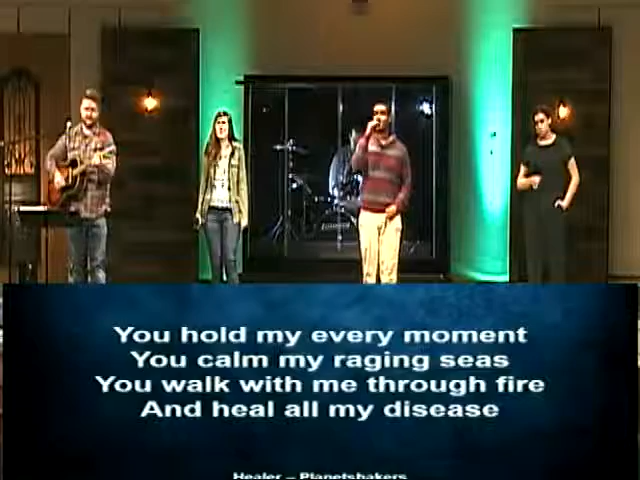 You hold my every moment
You calm my raging seas
You walk with me through fire
And heal all my disease
Healer – Planetshakers